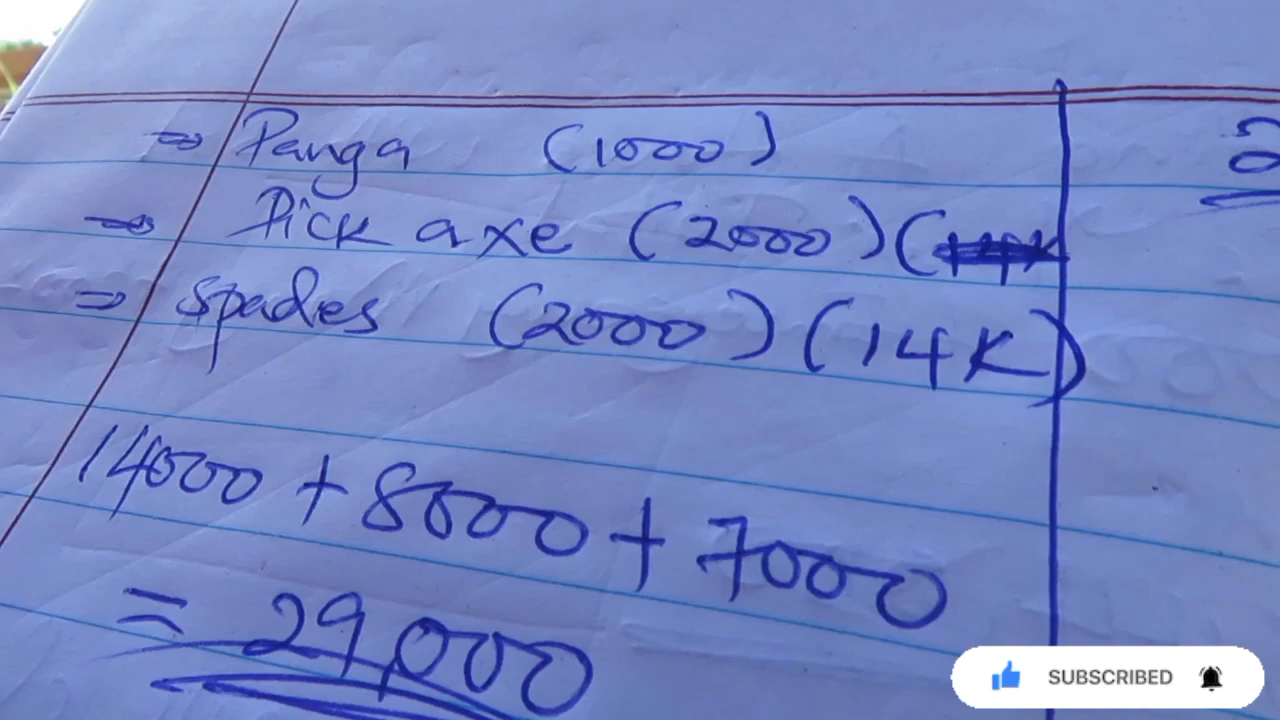 ⇒ Panga (1000)
⇒ Pick axe (2000) (
⇒ Spades (2000) (14K)
14000 + 8000 + 7000
= 29,000
SUBSCRIBED